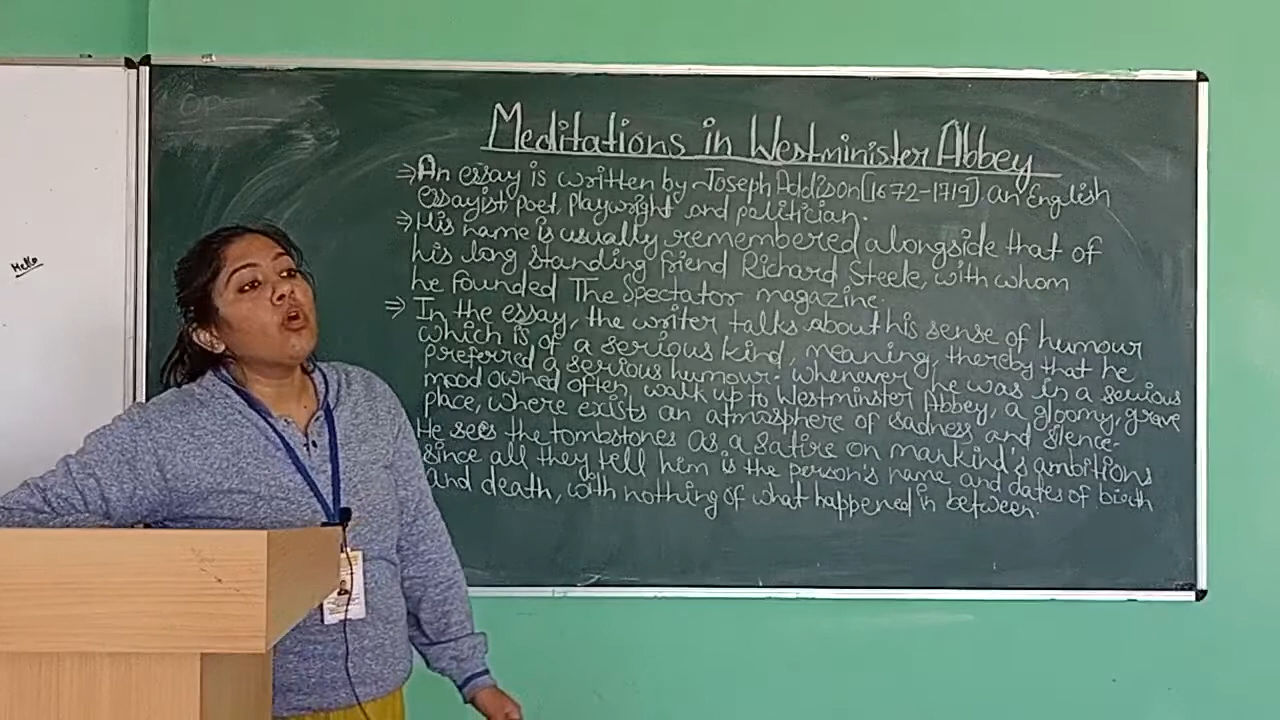 Hello
Meditations in Westminister Abbey
⇒ An essay is written by Joseph Addison [1672-1719], an English
essayist, poet, playwright and politician.
⇒ His name is usually remembered alongside that of
his long standing friend Richard Steele, with whom
he founded The Spectator magazine.
⇒ In the essay, the writer talks about his sense of humour
which is of a serious kind, meaning, thereby that he
preferred a serious humour. Whenever he was in a serious
mood owned often, walk up to Westminster Abbey, a gloomy, grave
place, where exists an atmosphere of sadness and silence.
He sees the tombstones as a satire on mankind's ambitions
since all they tell him is the person's name and dates of birth
and death, with nothing of what happened in between.